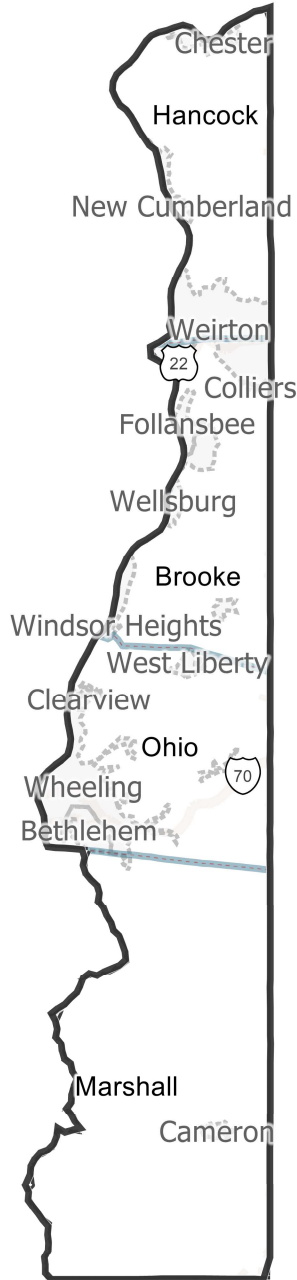 Chester
Hancock
New Cumberland
Weirton
22
Colliers
Follansbee
Wellsburg
Brooke
Windsor Heights
West Liberty
Clearview
Ohio
70
Wheeling
Bethlehem
Marshall
Cameron